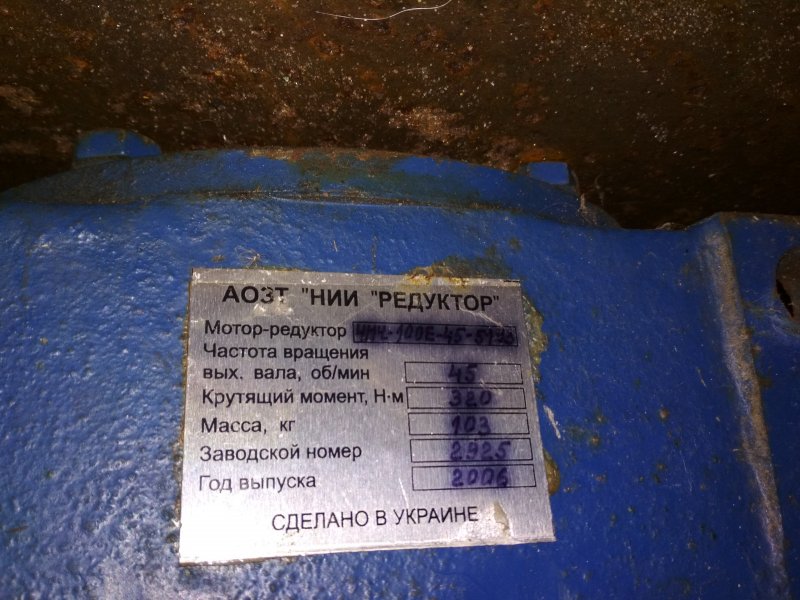 АОЗТ "НИИ "РЕДУКТОР"
Мотор-редуктор
Частота вращения
вых. вала, об/мин 45
Крутящий момент, Н·м 320
Масса, кг 103
Заводской номер 2925
Год выпуска 2006
СДЕЛАНО В УКРАИНЕ